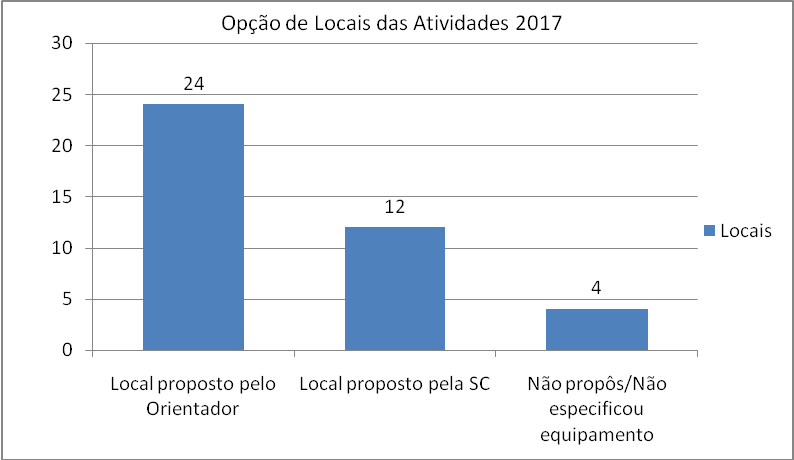 Opção de Locais das Atividades 2017
30
25
20
15
10
5
0
24
12
4
Locais
Local proposto pelo
Orientador
Local proposto pela SC
Não propôs/Não
especificou
equipamento